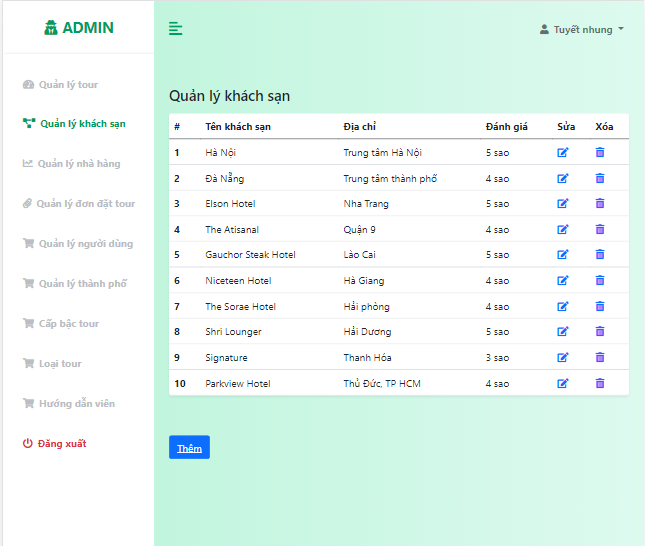 ADMIN
Tuyết nhung
Quản lý tour
Quản lý khách sạn
Quản lý nhà hàng
Quản lý đơn đặt tour
Quản lý người dùng
Quản lý thành phố
Cấp bậc tour
Loại tour
Hướng dẫn viên
Đăng xuất
Quản lý khách sạn
# Tên khách sạn Địa chỉ Đánh giá Sửa Xóa
1 Hà Nội Trung tâm Hà Nội 5 sao
2 Đà Nẵng Trung tâm thành phố 4 sao
3 Elson Hotel Nha Trang 5 sao
4 The Atisanal Quận 9 4 sao
5 Gauchor Steak Hotel Lào Cai 5 sao
6 Niceteen Hotel Hà Giang 4 sao
7 The Sorae Hotel Hải phòng 4 sao
8 Shri Lounger Hải Dương 5 sao
9 Signature Thanh Hóa 3 sao
10 Parkview Hotel Thủ Đức, TP HCM 4 sao
Thêm